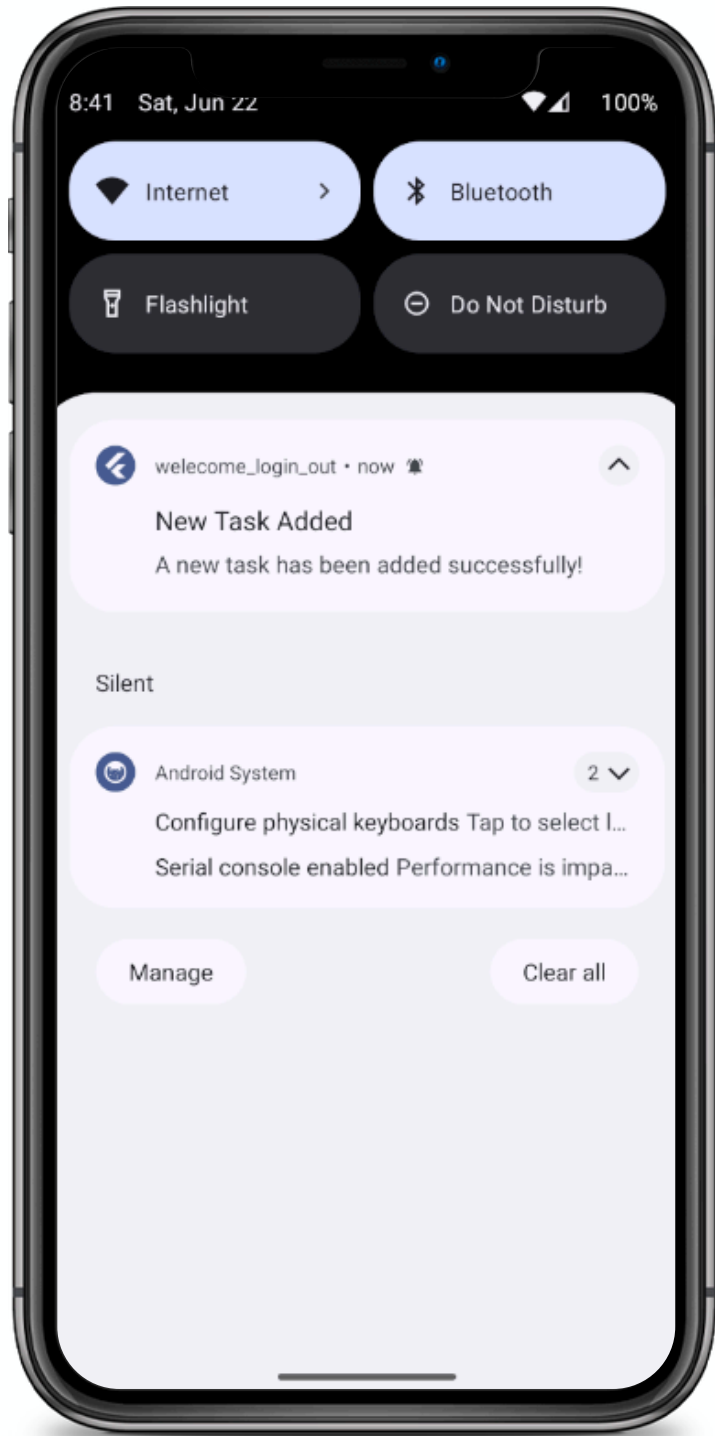 8:41 Sat, Jun 22 100%
Internet Bluetooth
Flashlight Do Not Disturb
welecome_login_out • now
New Task Added
A new task has been added successfully!
Silent
Android System 2
Configure physical keyboards Tap to select l...
Serial console enabled Performance is impa...
Manage Clear all